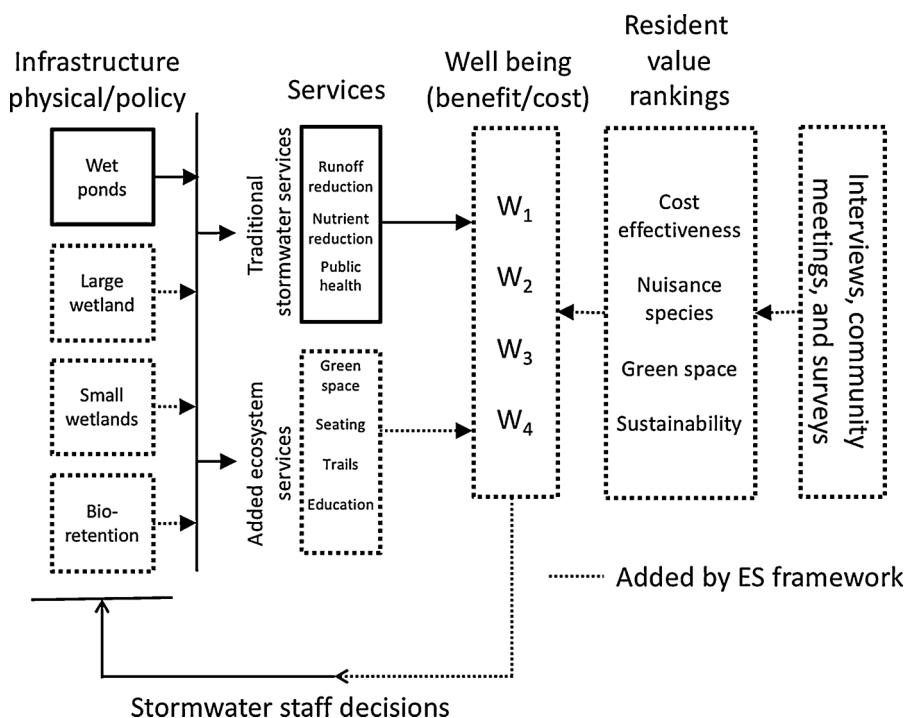 Infrastructure
physical/policy
Wet
ponds
Large
wetland
Small
wetlands
Bio-
retention
Services
Traditional
stormwater services
Runoff
reduction
Nutrient
reduction
Public
health
Added ecosystem
services
Green
space
Seating
Trails
Education
Well being
(benefit/cost)
W1
W2
W3
W4
Resident
value
rankings
Cost
effectiveness
Nuisance
species
Green space
Sustainability
Interviews, community
meetings, and surveys
Added by ES framework
Stormwater staff decisions